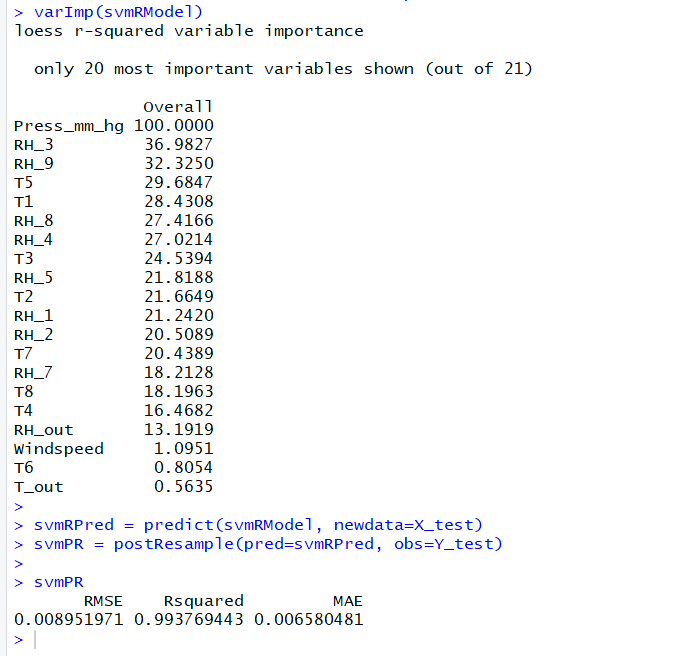 > varImp(svmRModel)
loess r-squared variable importance
only 20 most important variables shown (out of 21)
Overall
Press_mm_hg 100.0000
RH_3 36.9827
RH_9 32.3250
T5 29.6847
T1 28.4308
RH_8 27.4166
RH_4 27.0214
T3 24.5394
RH_5 21.8188
T2 21.6649
RH_1 21.2420
RH_2 20.5089
T7 20.4389
RH_7 18.2128
T8 18.1963
T4 16.4682
RH_out 13.1919
Windspeed 1.0951
T6 0.8054
T_out 0.5635
>
> svmRPred = predict(svmRModel, newdata=X_test)
> svmPR = postResample(pred=svmRPred, obs=Y_test)
>
> svmPR
RMSE Rsquared MAE
0.008951971 0.993769443 0.006580481
>